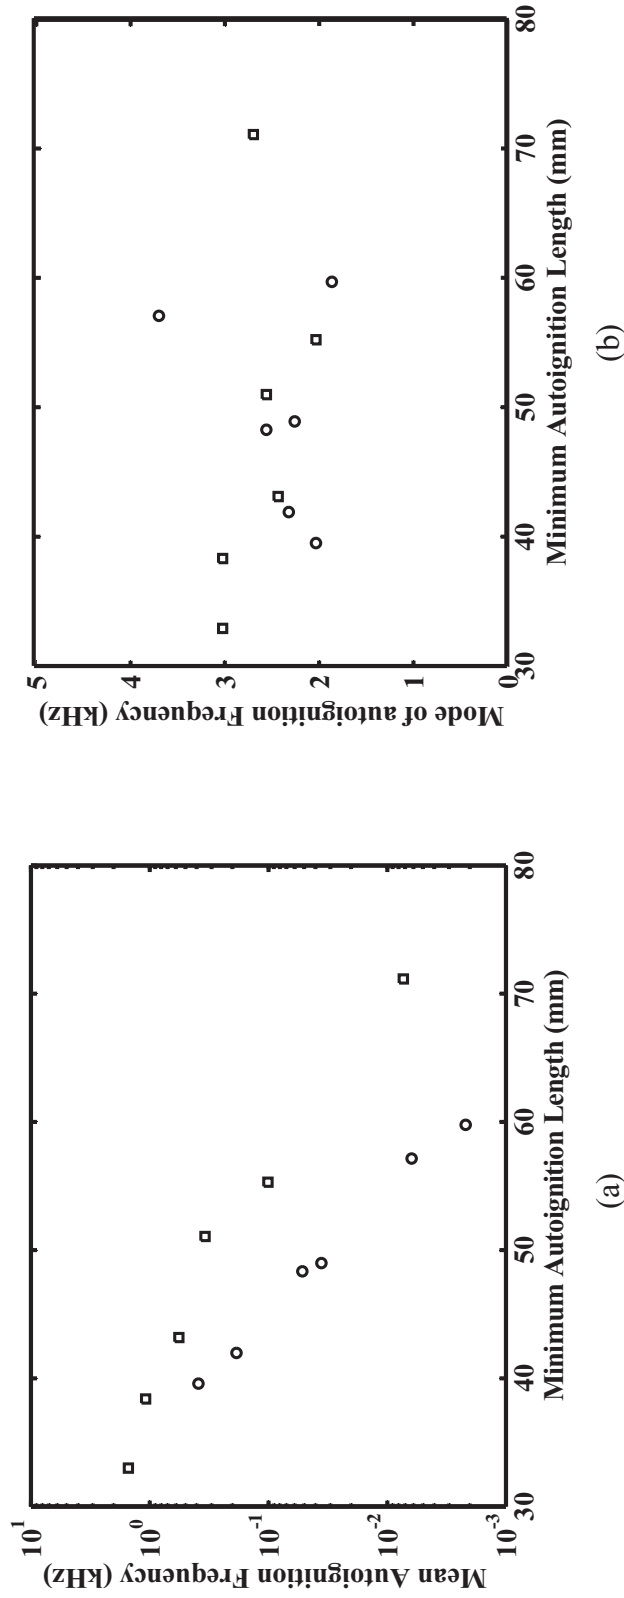 10^1
10^0
10^-1
10^-2
10^-3
Mean Autoignition Frequency (kHz)
30 40 50 60 70 80
Minimum Autoignition Length (mm)
(a)
5
4
3
2
1
0
Mode of autoignition Frequency (kHz)
30 40 50 60 70 80
Minimum Autoignition Length (mm)
(b)